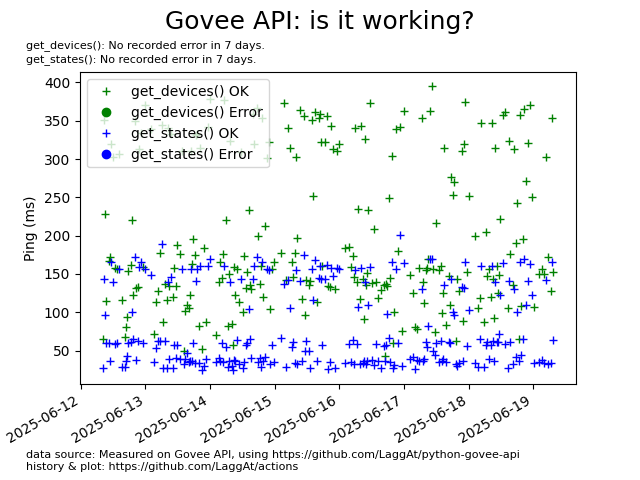 Govee API: is it working?
get_devices(): No recorded error in 7 days.
get_states(): No recorded error in 7 days.
get_devices() OK
get_devices() Error
get_states() OK
get_states() Error
Ping (ms)
400
350
300
250
200
150
100
50
2025-06-12
2025-06-13
2025-06-14
2025-06-15
2025-06-16
2025-06-17
2025-06-18
2025-06-19
data source: Measured on Govee API, using https://github.com/LaggAt/python-govee-api
history & plot: https://github.com/LaggAt/actions